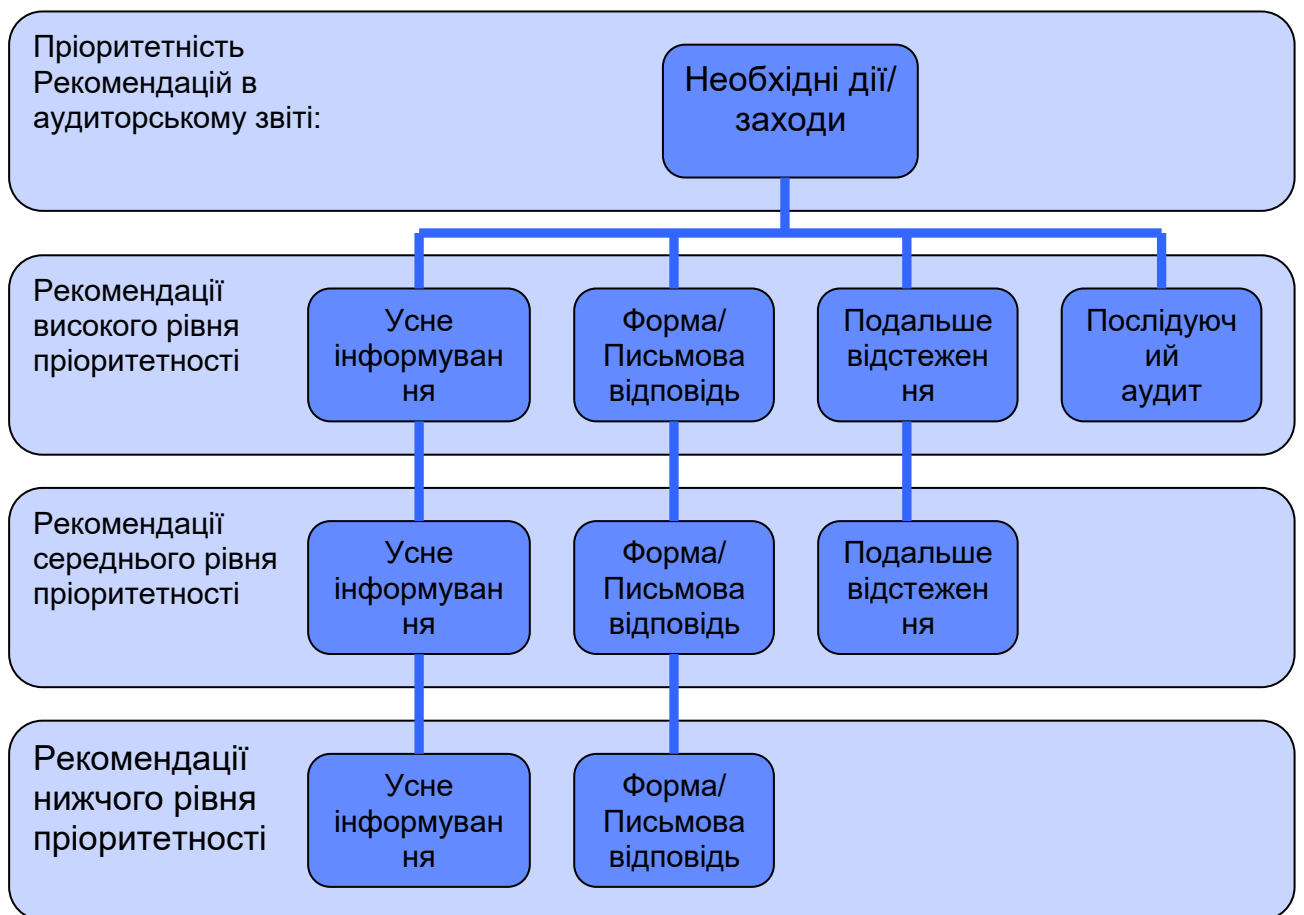 Пріоритетність
Рекомендацій в
аудиторському звіті:
Необхідні дії/
заходи
Рекомендації
високого рівня
пріоритетності
Усне
інформуван
ня
Форма/
Письмова
відповідь
Подальше
відстежен
ня
Послідуюч
ий
аудит
Рекомендації
середнього рівня
пріоритетності
Усне
інформуван
ня
Форма/
Письмова
відповідь
Подальше
відстежен
ня
Рекомендації
нижчого рівня
пріоритетності
Усне
інформуван
ня
Форма/
Письмова
відповідь